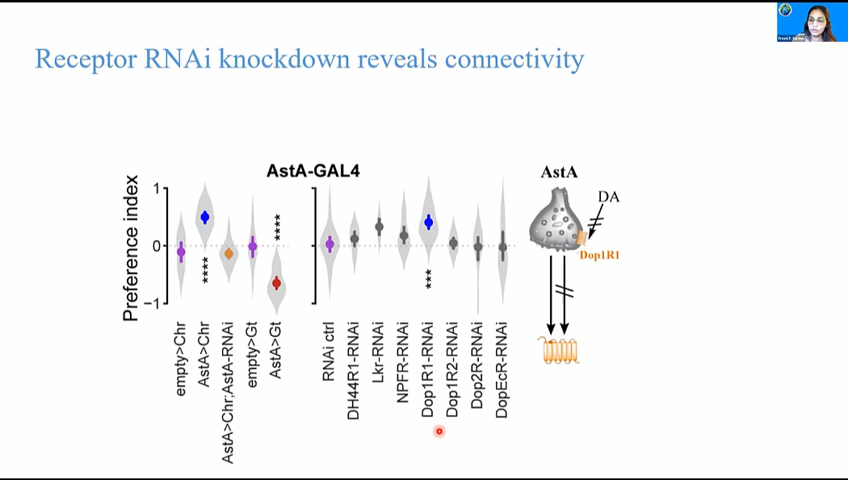 Receptor RNAi knockdown reveals connectivity
AstA-GAL4
AstA
Preference index
1
0
−1
****
****
***
DA
Dop1R1
empty>Chr
AstA>Chr
AstA>Chr;AstA-RNAi
empty>Gt
AstA>Gt
RNAi ctrl
DH44R1-RNAi
Lkr-RNAi
NPFR-RNAi
Dop1R1-RNAi
Dop1R2-RNAi
Dop2R-RNAi
DopEcR-RNAi